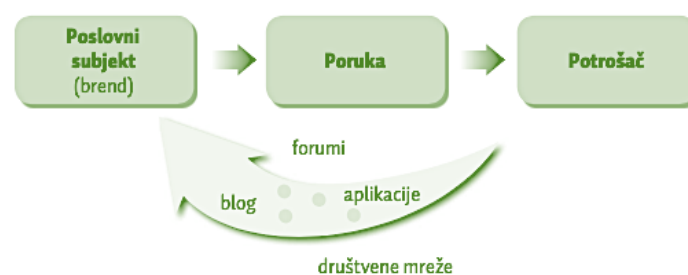 Poslovni
subjekt
(brend)
Poruka
Potrošač
forumi
blog
aplikacije
društvene mreže